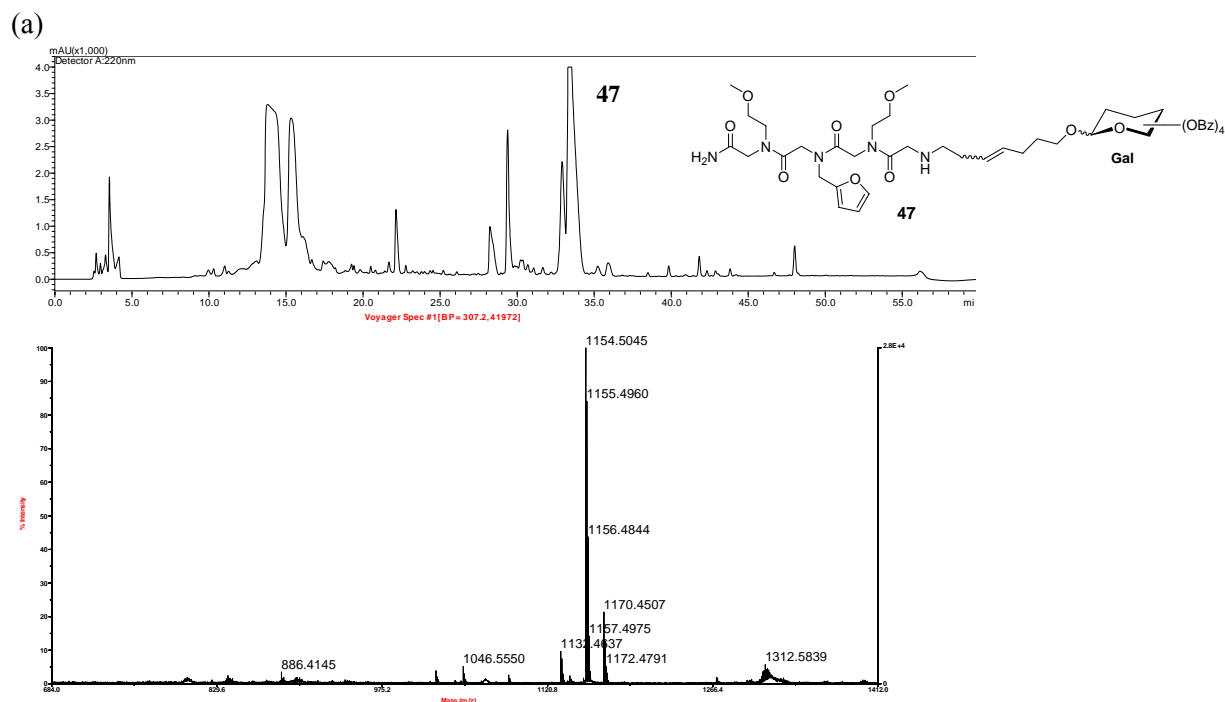 (a)
mAU(x1,000)
Detector A:220nm
4.0
3.5
3.0
2.5
2.0
1.5
1.0
0.5
0.0
0.0 5.0 10.0 15.0 20.0 25.0 30.0 35.0 40.0 45.0 50.0 55.0 mi
47
O O
O O O O (OBz)4
H2N N N N N H O O
O O O Gal
O
47
Voyager Spec #1[BP = 307.2, 41972]
100
90
80
70
60
50
40
30
20
10
0
% Intensity
2.8E+4
0
1154.5045
1155.4960
1156.4844
1170.4507
1157.4975
1132.4637
1172.4791
1046.5550
886.4145
1312.5839
684.0 829.6 975.2 1120.8 1266.4 1412.0
Mass (m/z)